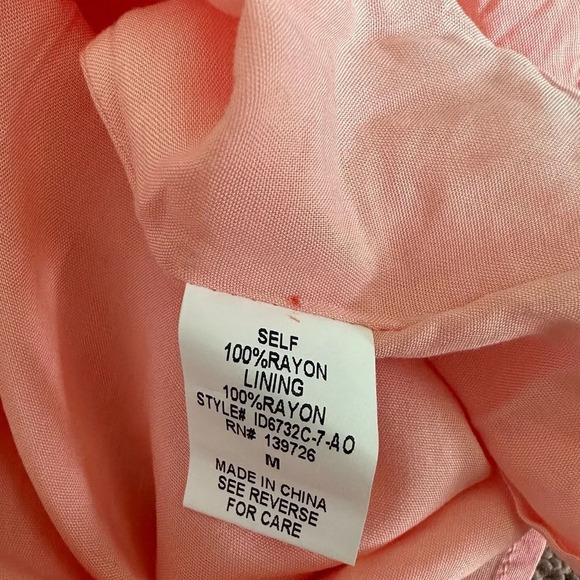 SELF
100%RAYON
LINING
100%RAYON
STYLE# ID6732C-7-AO
RN# 139726
M
MADE IN CHINA
SEE REVERSE
FOR CARE